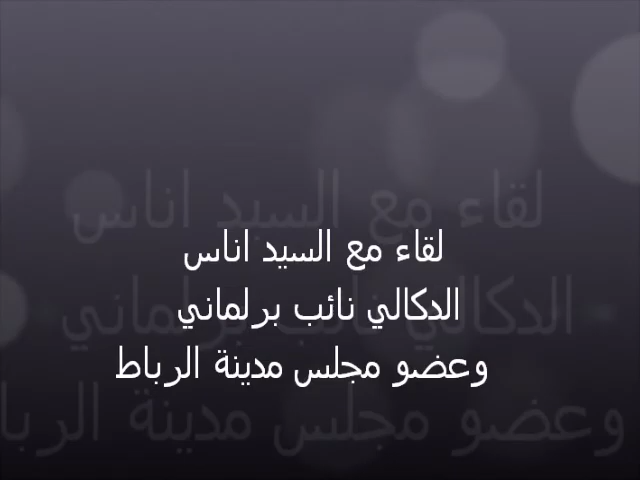 لقاء مع السيد اناس
الدكالي نائب برلماني
وعضو مجلس مدينة الرباط